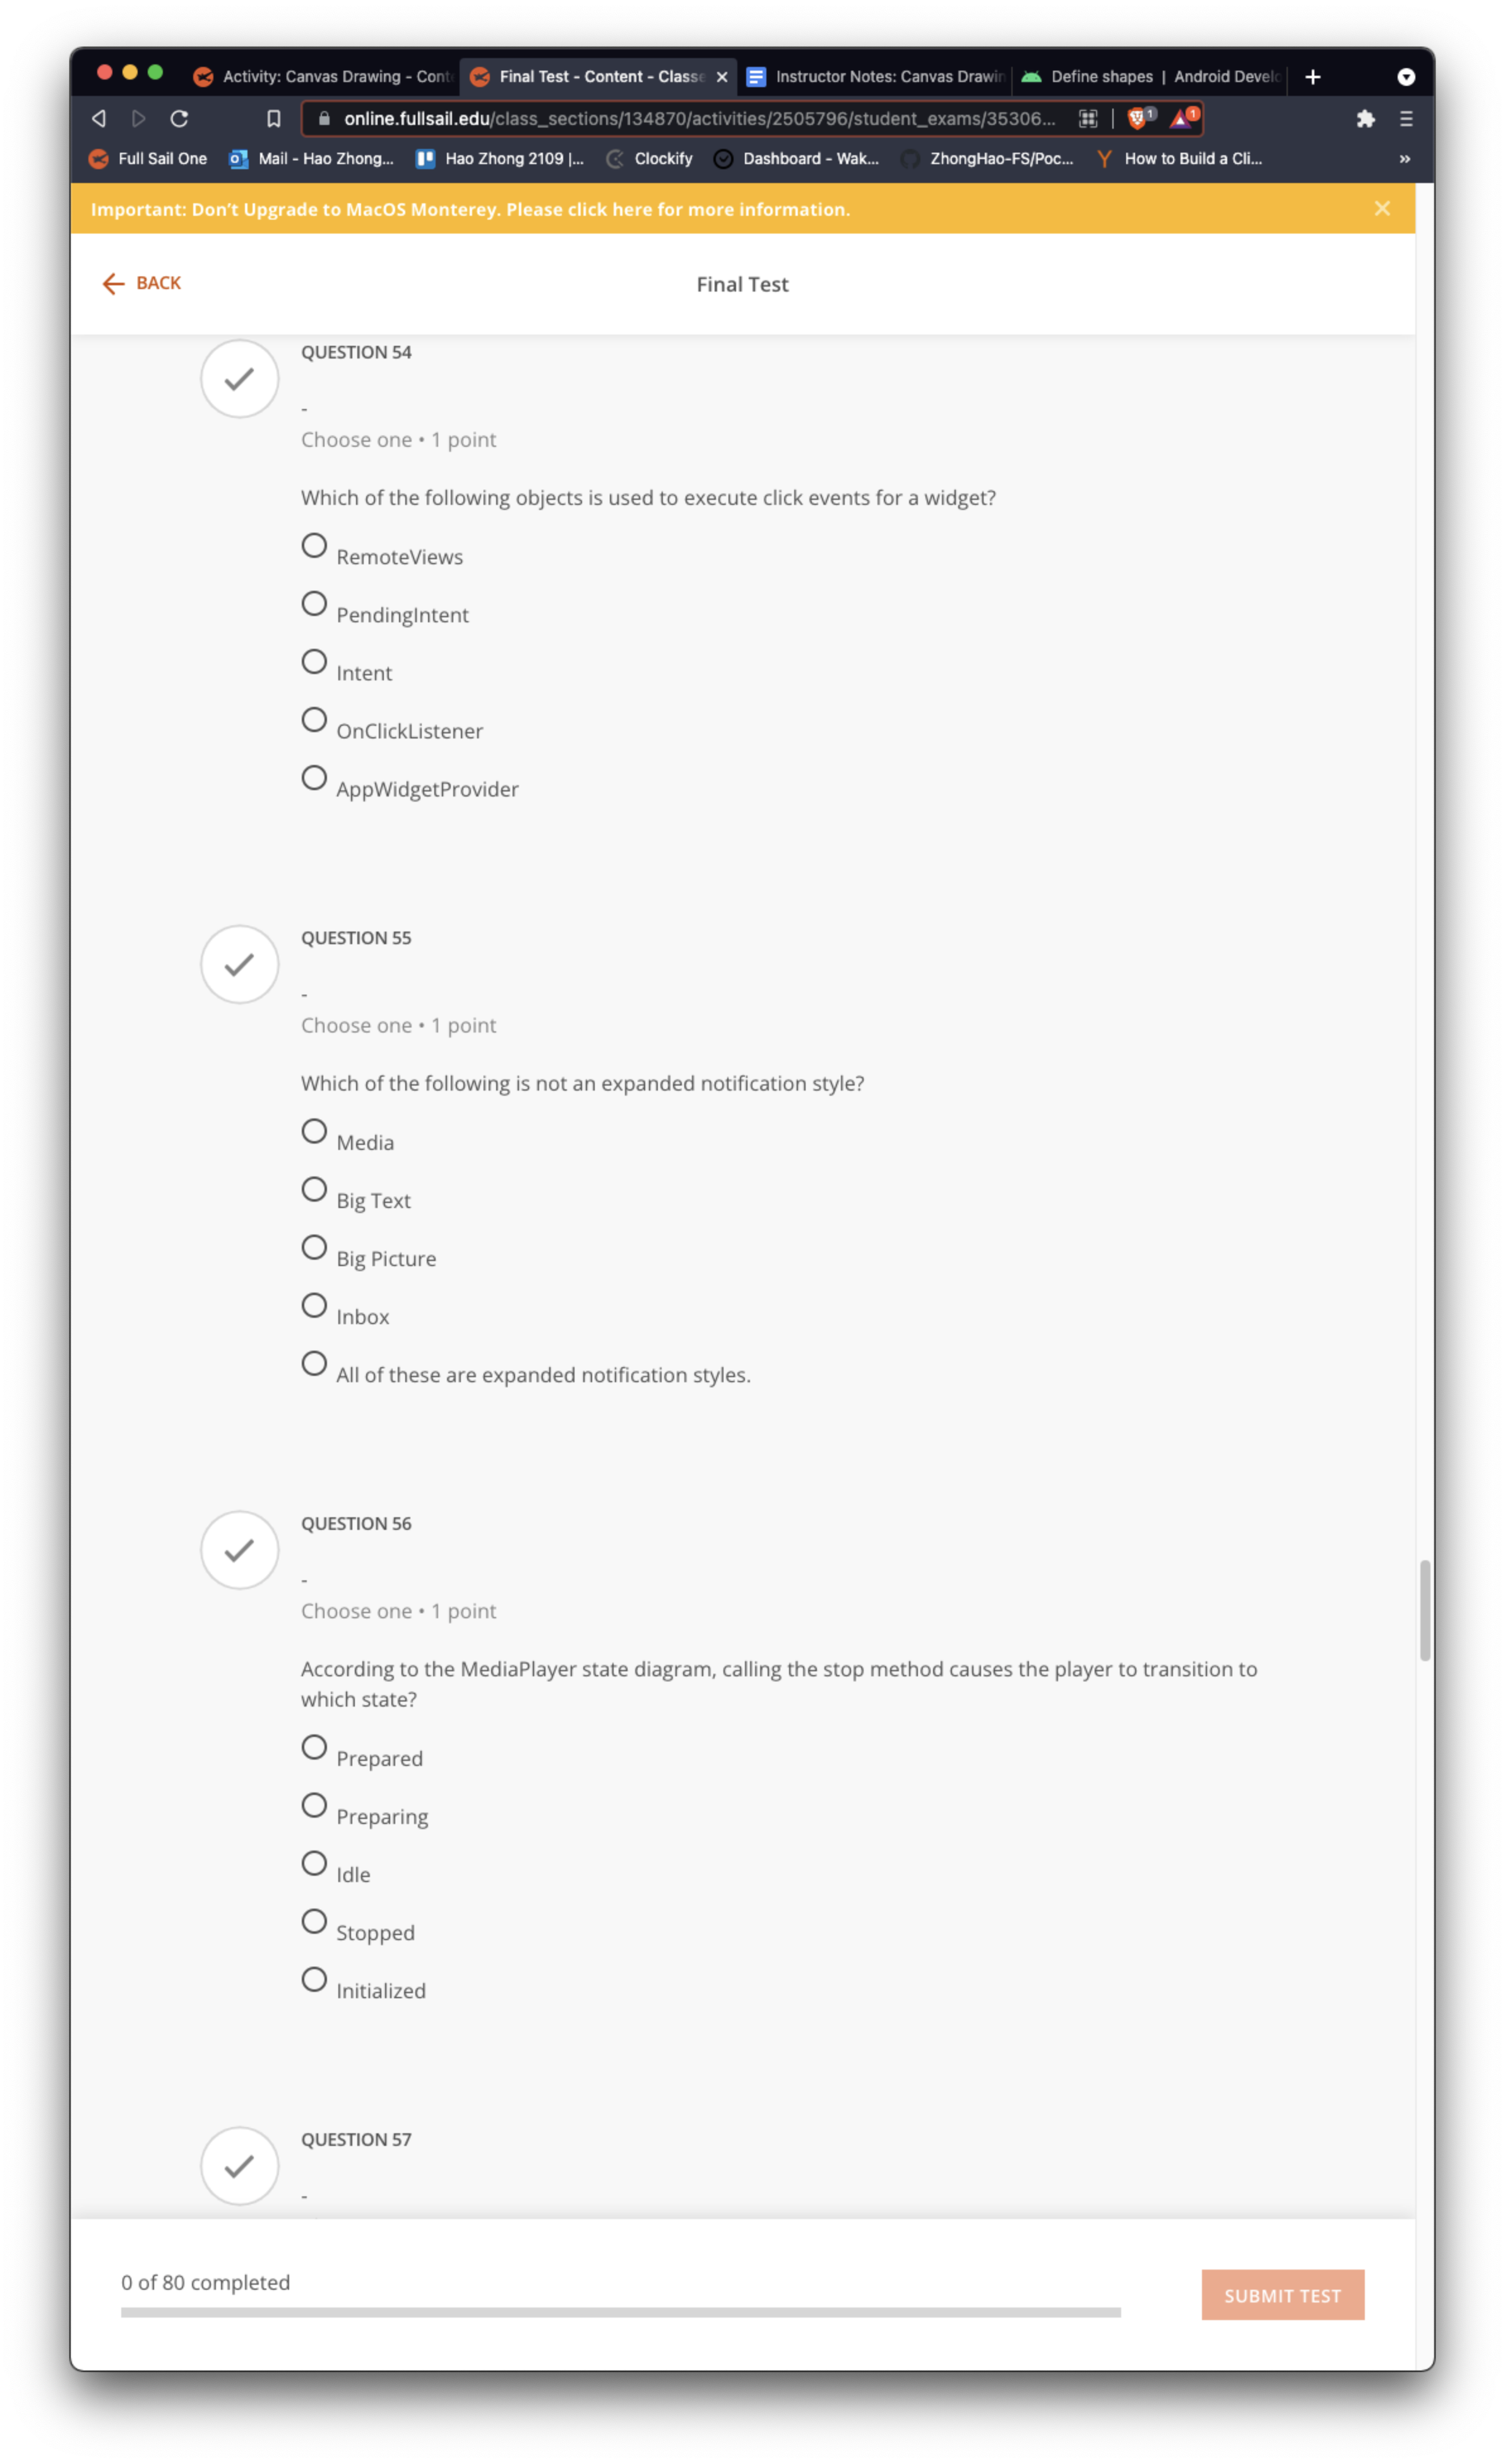 Activity: Canvas Drawing - Cont
Final Test - Content - Classe
Instructor Notes: Canvas Drawin
Define shapes | Android Develo
online.fullsail.edu/class_sections/134870/activities/2505796/student_exams/35306...
1
1
Full Sail One
Mail - Hao Zhong...
Hao Zhong 2109 |...
Clockify
Dashboard - Wak...
ZhongHao-FS/Poc...
How to Build a Cli...
»
Important: Don't Upgrade to MacOS Monterey. Please click here for more information.
BACK
Final Test
QUESTION 54
-
Choose one • 1 point
Which of the following objects is used to execute click events for a widget?
RemoteViews
PendingIntent
Intent
OnClickListener
AppWidgetProvider
QUESTION 55
-
Choose one • 1 point
Which of the following is not an expanded notification style?
Media
Big Text
Big Picture
Inbox
All of these are expanded notification styles.
QUESTION 56
-
Choose one • 1 point
According to the MediaPlayer state diagram, calling the stop method causes the player to transition to
which state?
Prepared
Preparing
Idle
Stopped
Initialized
QUESTION 57
-
0 of 80 completed
SUBMIT TEST